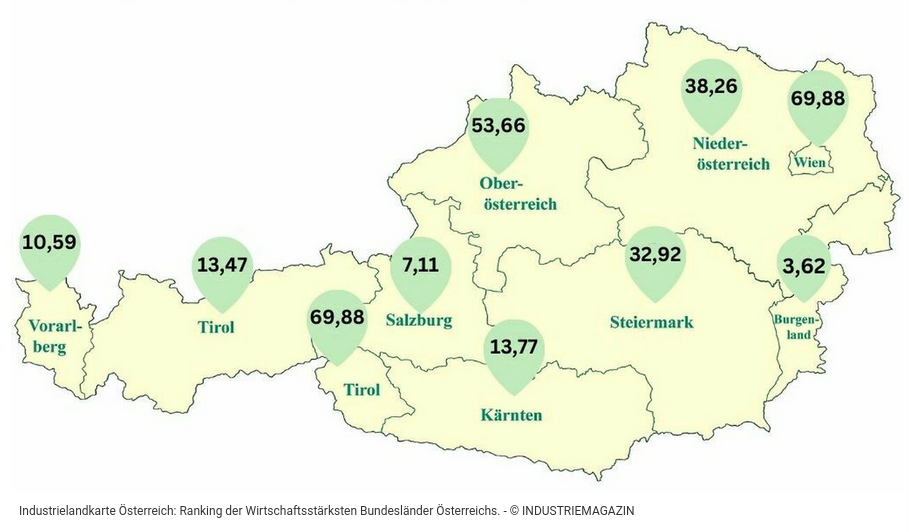 38,26
69,88
53,66
Nieder-
österreich
Wien
Ober-
österreich
10,59
13,47
7,11
32,92
3,62
69,88
Vorarl-
berg
Tirol
Salzburg
Steiermark
Burgen-
land
13,77
Tirol
Kärnten
Industrielandkarte Österreich: Ranking der Wirtschaftsstärksten Bundesländer Österreichs. - © INDUSTRIEMAGAZIN